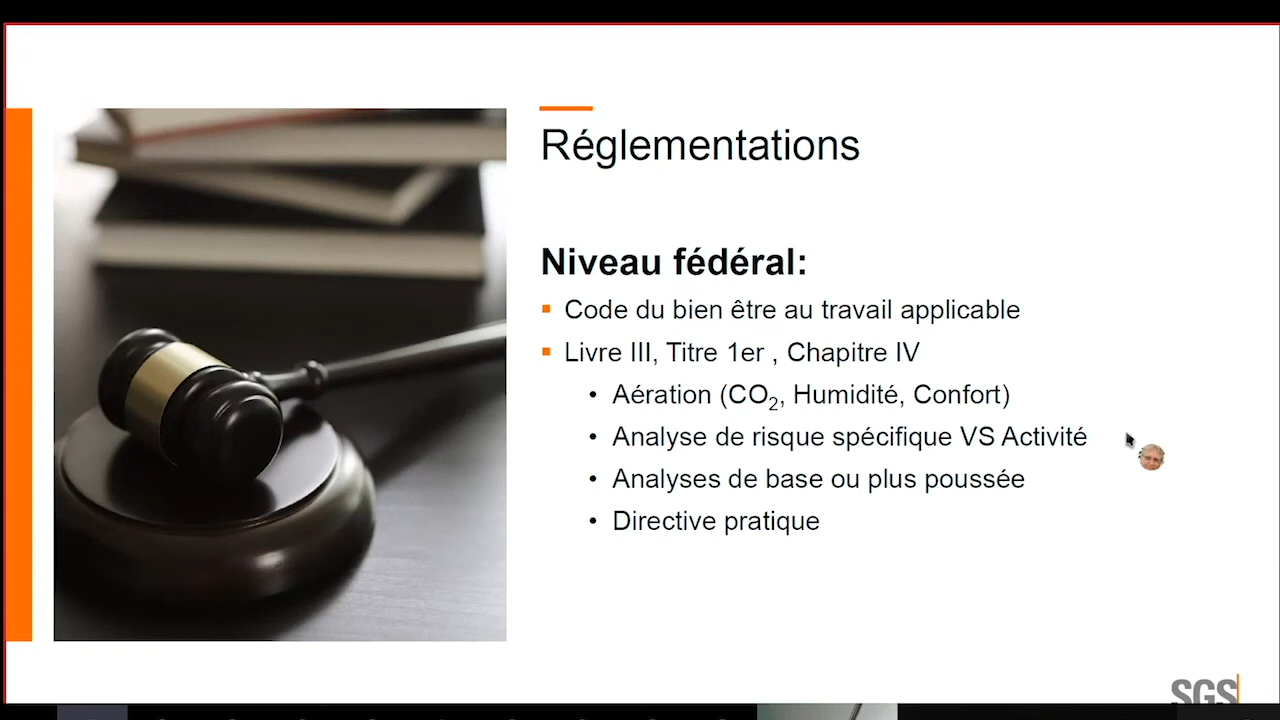 Réglementations
Niveau fédéral:
Code du bien être au travail applicable
Livre III, Titre 1er , Chapitre IV
Aération (CO₂, Humidité, Confort)
Analyse de risque spécifique VS Activité
Analyses de base ou plus poussée
Directive pratique
SGS